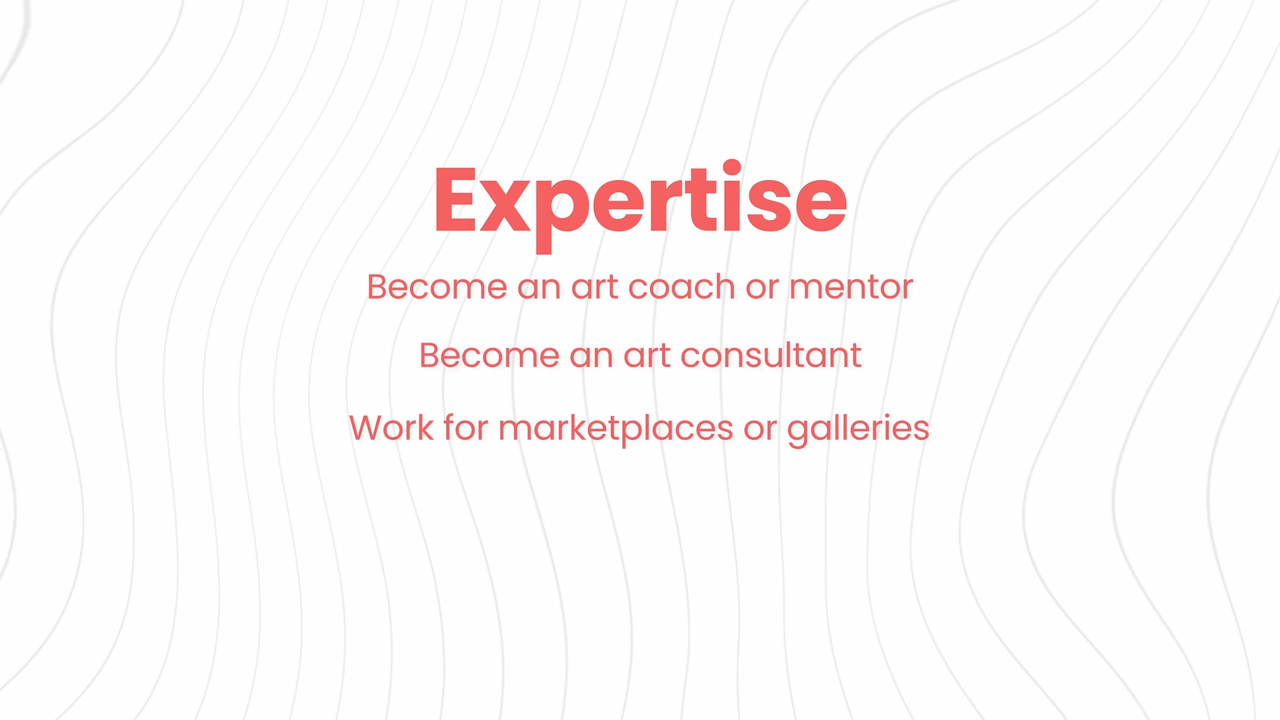 Expertise
Become an art coach or mentor
Become an art consultant
Work for marketplaces or galleries